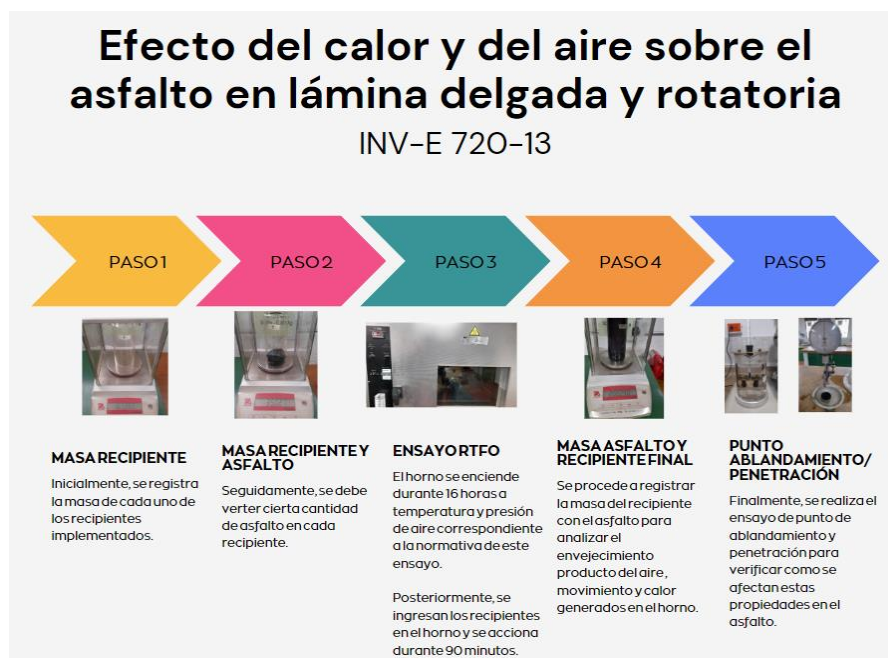 Efecto del calor y del aire sobre el
asfalto en lámina delgada y rotatoria
INV-E 720-13
PASO 1
PASO 2
PASO 3
PASO 4
PASO 5
MASA RECIPIENTE
Inicialmente, se registra
la masa de cada uno de
los recipientes
implementados.
MASA RECIPIENTE Y
ASFALTO
Seguidamente, se debe
verter cierta cantidad
de asfalto en cada
recipiente.
ENSAYO RTFO
El horno se enciende
durante 16 horas a
temperatura y presión
de aire correspondiente
a la normativa de este
ensayo.
Posteriormente, se
ingresan los recipientes
en el horno y se acciona
durante 90 minutos.
MASA ASFALTO Y
RECIPIENTE FINAL
Se procede a registrar
la masa del recipiente
con el asfalto para
analizar el
envejecimiento
producto del aire,
movimiento y calor
generados en el horno.
PUNTO
ABLANDAMIENTO/
PENETRACIÓN
Finalmente, se realiza el
ensayo de punto de
ablandamiento y
penetración para
verificar como se
afectan estas
propiedades en el
asfalto.